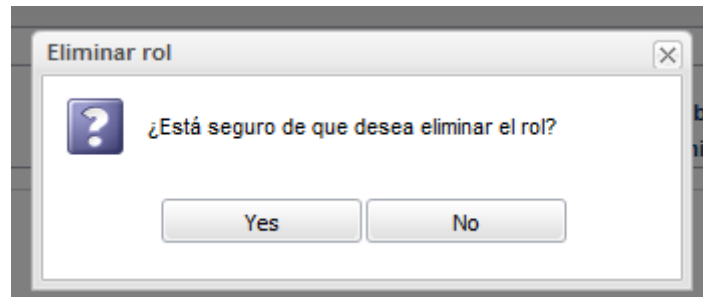 Eliminar rol
¿Está seguro de que desea eliminar el rol?
Yes
No